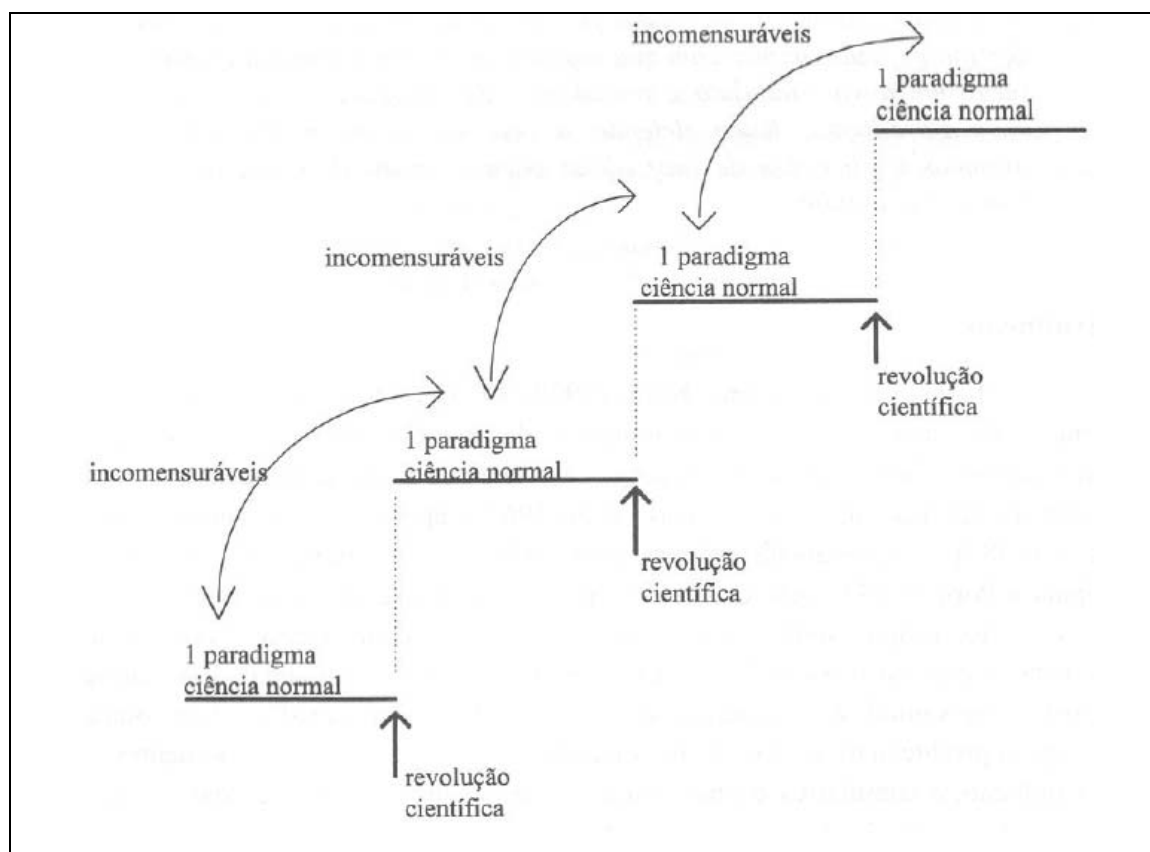 incomensuráveis
1 paradigma
ciência normal
incomensuráveis
1 paradigma
ciência normal
revolução
científica
incomensuráveis
1 paradigma
ciência normal
revolução
científica
1 paradigma
ciência normal
revolução
científica